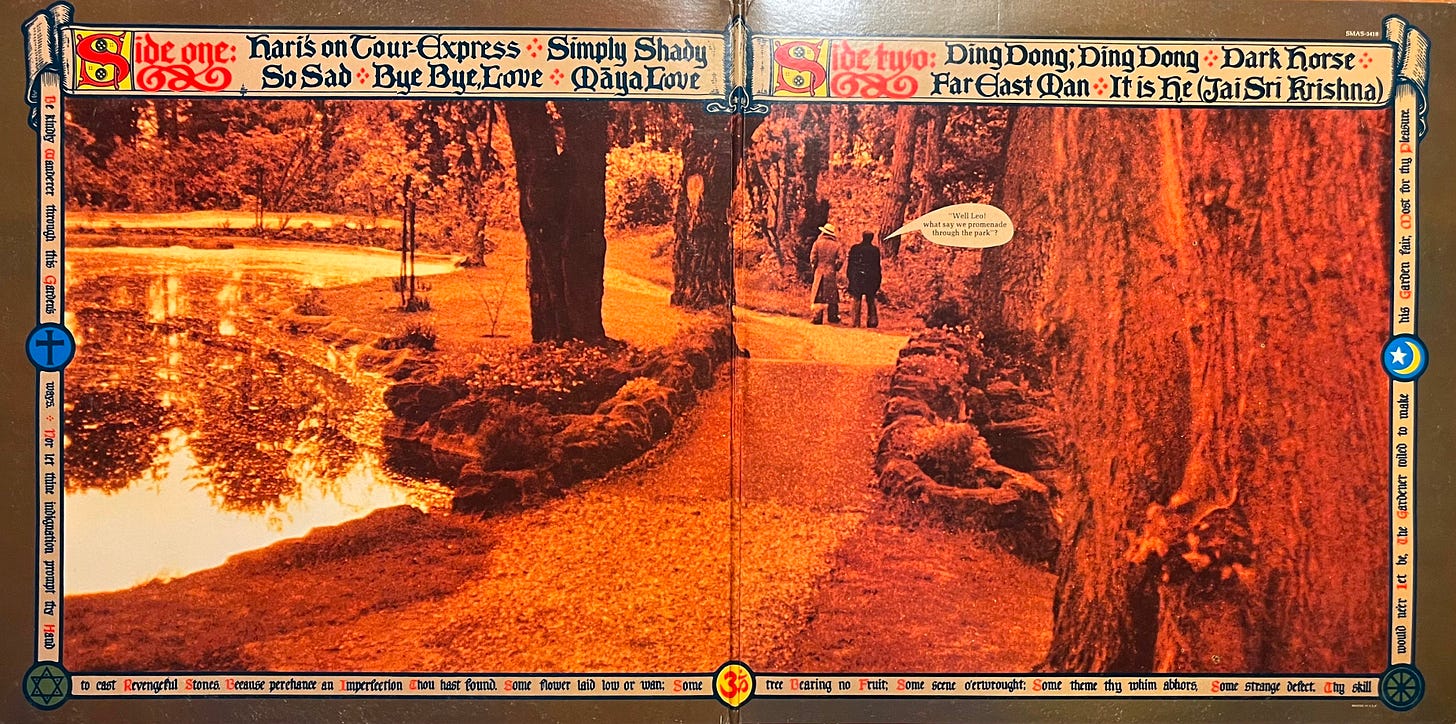 SMAS-3418
Side one: Hari's on Tour-Express ⁘ Simply Shady
So Sad ⁘ Bye Bye, Love ⁘ Māya Love
Side two: Ding Dong; Ding Dong ⁘ Dark Horse ⁘
Far East Man ⁘ It is He (Jai Sri Krishna)
"Well Leo!
what say we promenade
through the park"?
Be kindly Wanderer through this Gardens
ways. ⁘ Nor let thine indignation prompt thy Hand
to cast Revengeful Stones. Because perchance an Imperfection Thou hast found. Some flower laid low or wan; Some
ॐ
tree Bearing no Fruit; Some scene o'erwrought; Some theme thy whim abhors, Some strange defect. Thy skill
would ne'er let be, The Gardener toiled to make
his Garden fair, Most for thy Pleasure.